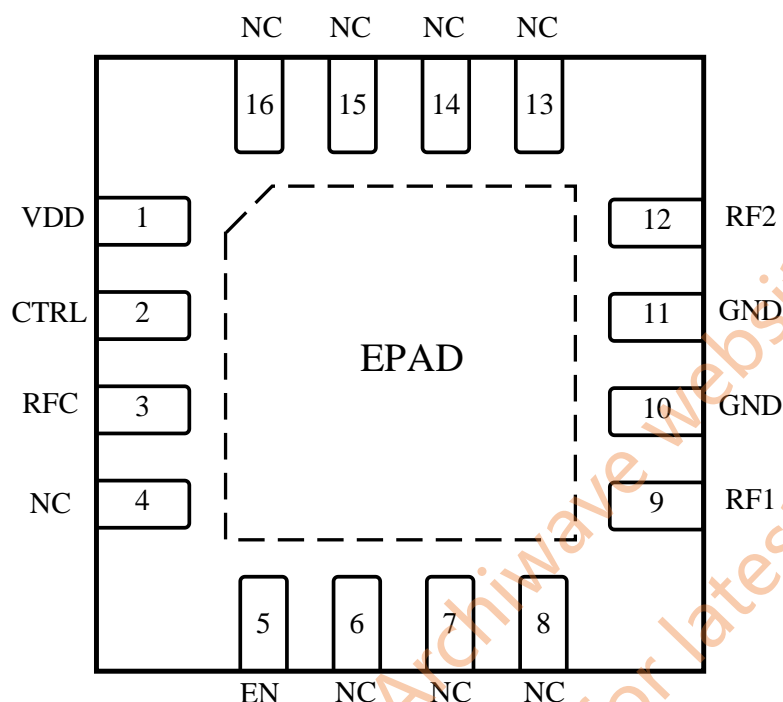 NC NC NC NC
16 15 14 13
VDD 1 12 RF2
CTRL 2 11 GND
EPAD
RFC 3 10 GND
NC 4 9 RF1
5 6 7 8
EN NC NC NC
Archiwave